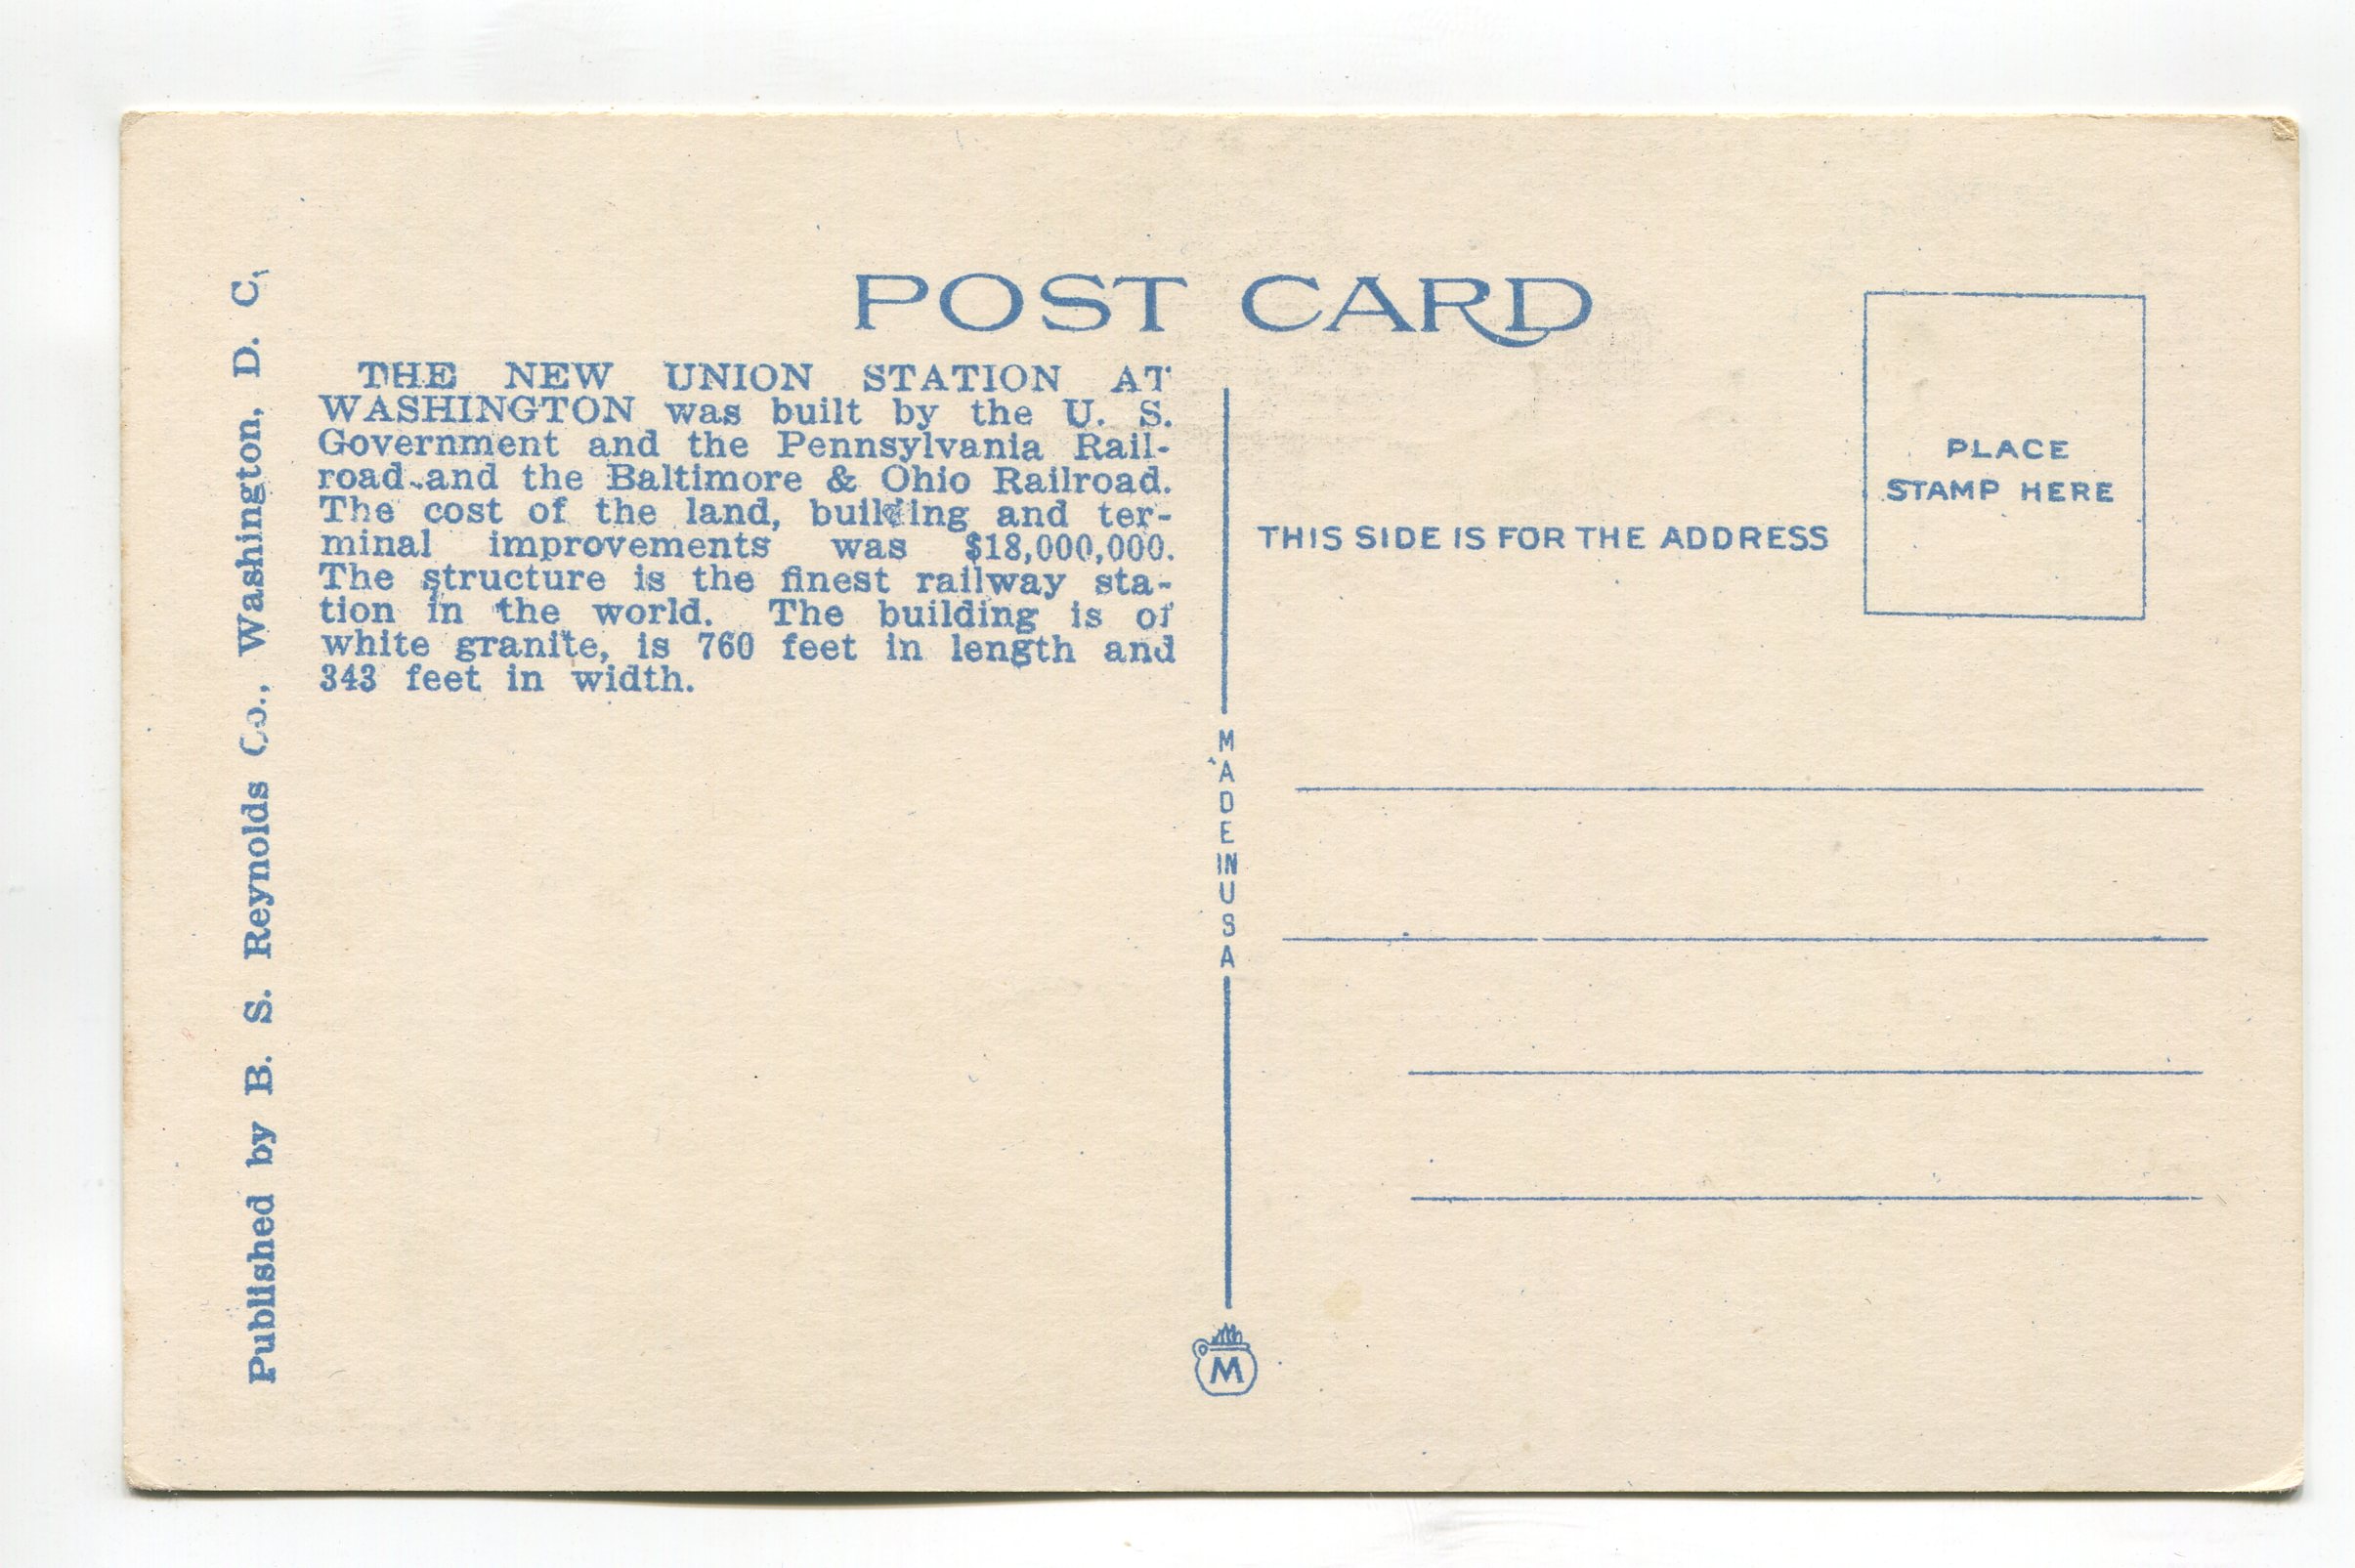 POST CARD
THE NEW UNION STATION AT
WASHINGTON was built by the U. S.
Government and the Pennsylvania Rail-
road and the Baltimore & Ohio Railroad.
The cost of the land, building and ter-
minal improvements was $18,000,000.
The structure is the finest railway sta-
tion in the world. The building is of
white granite, is 760 feet in length and
343 feet in width.
Published by B. S. Reynolds Co., Washington, D. C.
MADE IN USA
M
THIS SIDE IS FOR THE ADDRESS
PLACE
STAMP HERE